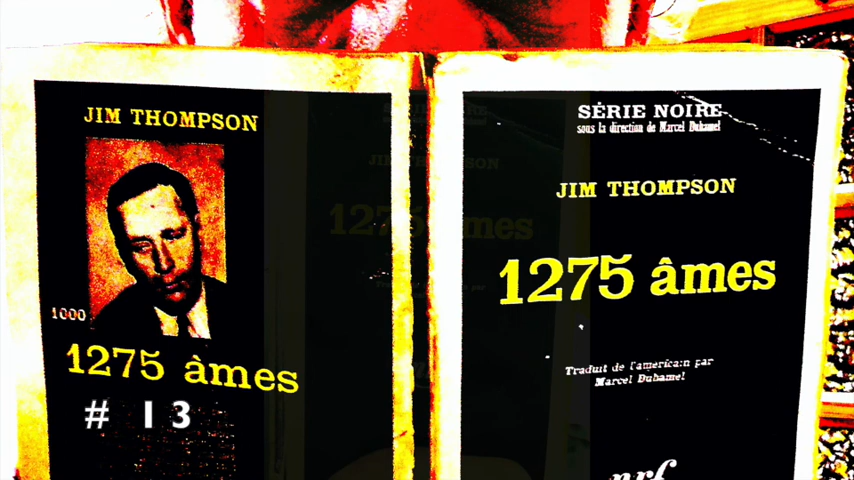 JIM THOMPSON
1000
1275 àmes
# 13
SÉRIE NOIRE
sous la direction de Marcel Duhamel
JIM THOMPSON
1275 âmes
Traduit de l'américain par
Marcel Duhamel
nrf